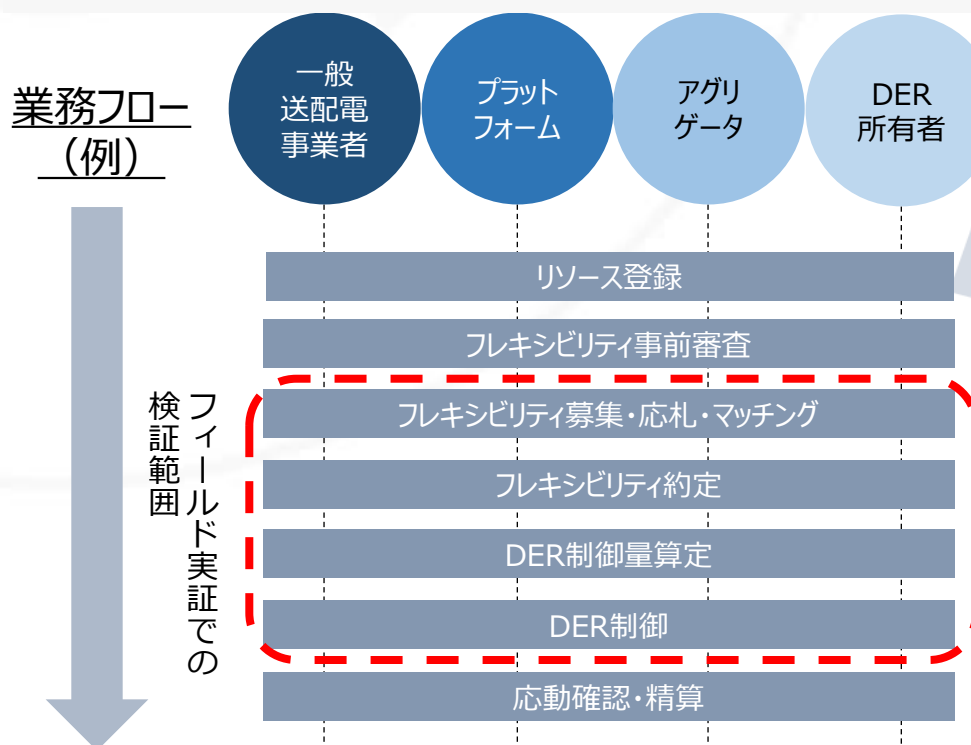 業務フロー
（例）
一般
送配電
事業者
プラット
フォーム
アグリ
ゲータ
DER
所有者
リソース登録
フレキシビリティ事前審査
フレキシビリティ募集・応札・マッチング
フレキシビリティ約定
DER制御量算定
DER制御
応動確認・精算
フィールド実証での
検証範囲